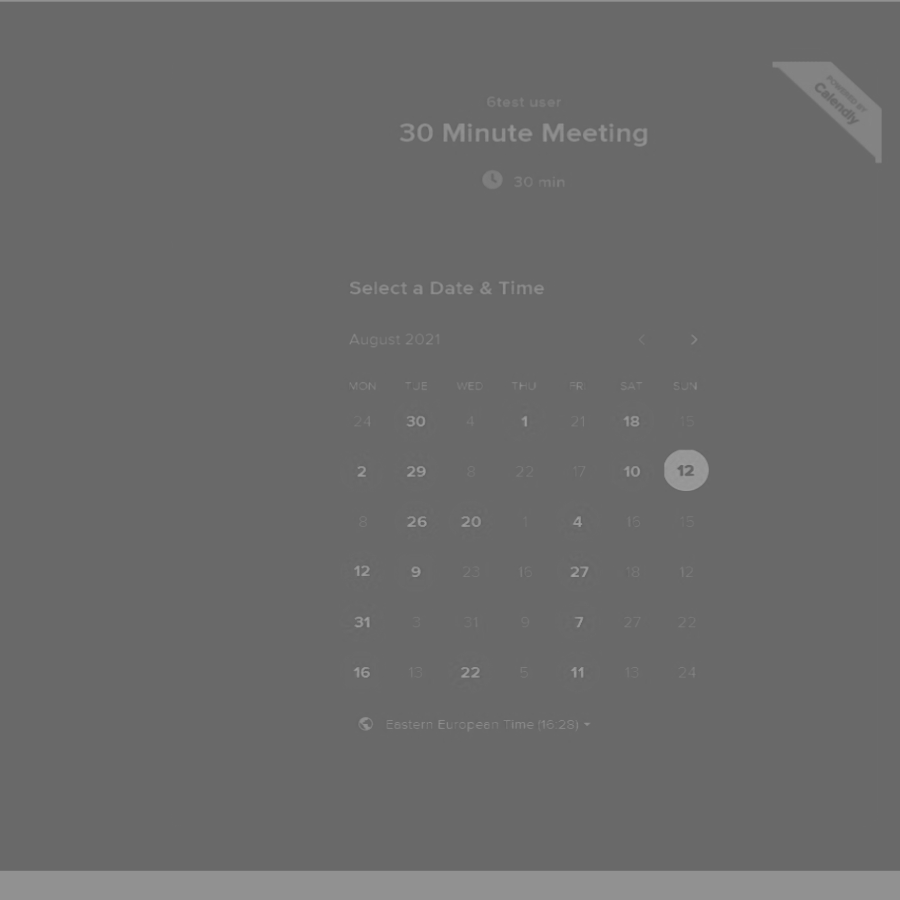 POWERED BY
Calendly
6test user
30 Minute Meeting
30 min
Select a Date & Time
August 2021
MON TUE WED THU FRI SAT SUN
24 30 4 1 21 18 15
2 29 8 22 17 10 12
8 26 20 1 4 15 15
12 9 23 15 27 18 12
31 3 31 9 7 27 22
16 13 22 5 11 13 24
Eastern European Time (16:28)